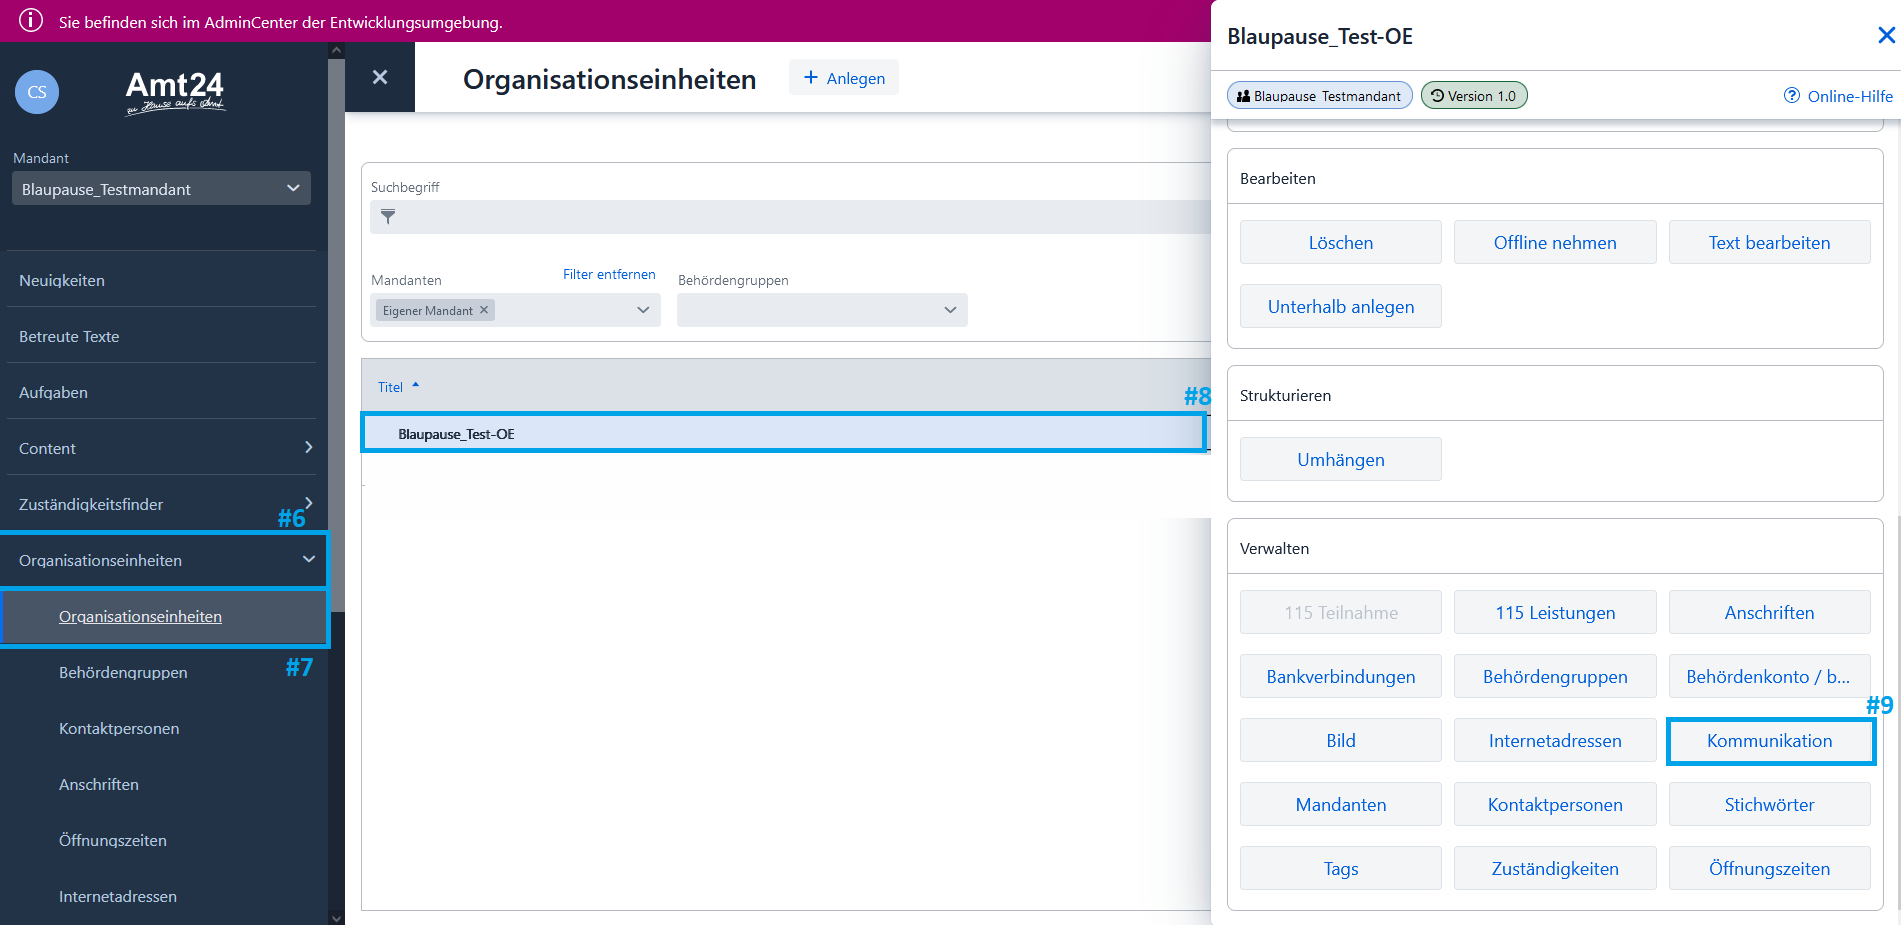 Sie befinden sich im AdminCenter der Entwicklungsumgebung.
CS
Amt24
zu Hause aufs Amt
Mandant
Blaupause_Testmandant
Neuigkeiten
Betreute Texte
Aufgaben
Content
Zuständigkeitsfinder
#6
Organisationseinheiten
Organisationseinheiten
#7
Behördengruppen
Kontaktpersonen
Anschriften
Öffnungszeiten
Internetadressen
Organisationseinheiten
+ Anlegen
Suchbegriff
Mandanten
Filter entfernen
Behördengruppen
Eigener Mandant
Titel
#8
Blaupause_Test-OE
Blaupause_Test-OE
Blaupause_Testmandant
Version 1.0
Online-Hilfe
Bearbeiten
Löschen
Offline nehmen
Text bearbeiten
Unterhalb anlegen
Strukturieren
Umhängen
Verwalten
115 Teilnahme
115 Leistungen
Anschriften
Bankverbindungen
Behördengruppen
Behördenkonto / b...
#9
Bild
Internetadressen
Kommunikation
Mandanten
Kontaktpersonen
Stichwörter
Tags
Zuständigkeiten
Öffnungszeiten